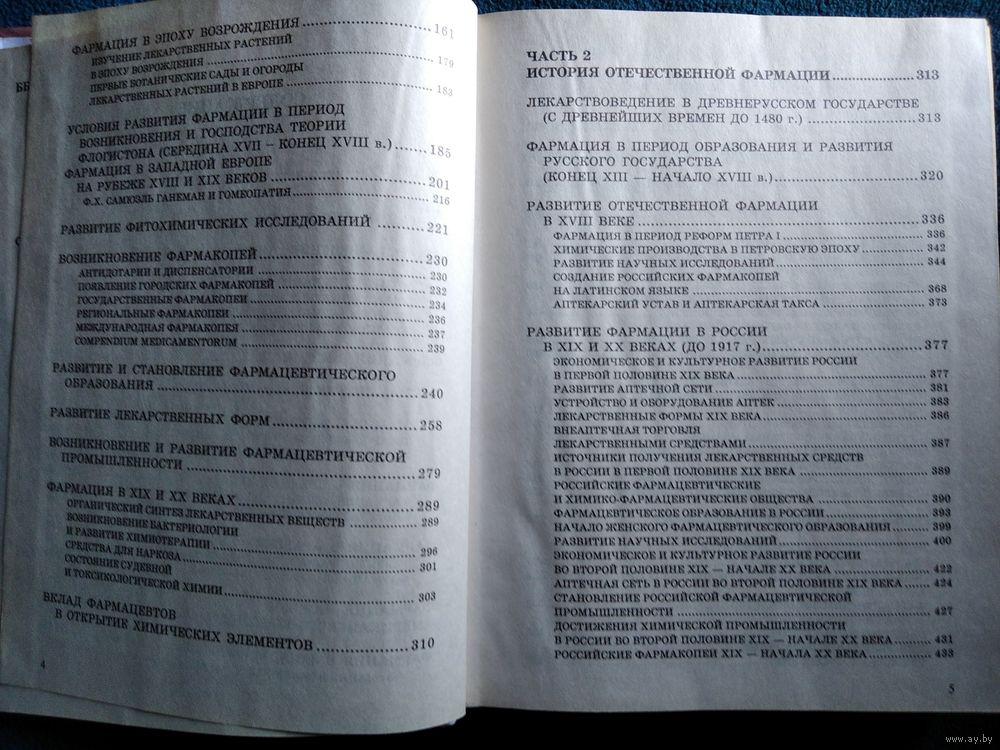 ФАРМАЦИЯ В ЭПОХУ ВОЗРОЖДЕНИЯ ........ 161
ИЗУЧЕНИЕ ЛЕКАРСТВЕННЫХ РАСТЕНИЙ
В ЭПОХУ ВОЗРОЖДЕНИЯ ........ 179
ПЕРВЫЕ БОТАНИЧЕСКИЕ САДЫ И ОГОРОДЫ
ЛЕКАРСТВЕННЫХ РАСТЕНИЙ В ЕВРОПЕ ........ 183
УСЛОВИЯ РАЗВИТИЯ ФАРМАЦИИ В ПЕРИОД
ВОЗНИКНОВЕНИЯ И ГОСПОДСТВА ТЕОРИИ
ФЛОГИСТОНА (СЕРЕДИНА XVII – КОНЕЦ XVIII в.) ........ 185
ФАРМАЦИЯ В ЗАПАДНОЙ ЕВРОПЕ
НА РУБЕЖЕ XVIII И XIX ВЕКОВ ........ 201
Ф.Х. САМЮЭЛЬ ГАНЕМАН И ГОМЕОПАТИЯ ........ 216
РАЗВИТИЕ ФИТОХИМИЧЕСКИХ ИССЛЕДОВАНИЙ ........ 221
ВОЗНИКНОВЕНИЕ ФАРМАКОПЕЙ ........ 230
АНТИДОТАРИИ И ДИСПЕНСАТОРИИ ........ 230
ПОЯВЛЕНИЕ ГОРОДСКИХ ФАРМАКОПЕЙ ........ 232
ГОСУДАРСТВЕННЫЕ ФАРМАКОПЕИ ........ 234
РЕГИОНАЛЬНЫЕ ФАРМАКОПЕИ ........ 236
МЕЖДУНАРОДНАЯ ФАРМАКОПЕЯ ........ 237
COMPENDIUM MEDICAMENTORUM ........ 239
РАЗВИТИЕ И СТАНОВЛЕНИЕ ФАРМАЦЕВТИЧЕСКОГО
ОБРАЗОВАНИЯ ........ 240
РАЗВИТИЕ ЛЕКАРСТВЕННЫХ ФОРМ ........ 258
ВОЗНИКНОВЕНИЕ И РАЗВИТИЕ ФАРМАЦЕВТИЧЕСКОЙ
ПРОМЫШЛЕННОСТИ ........ 279
ФАРМАЦИЯ В XIX И XX ВЕКАХ ........ 289
ОРГАНИЧЕСКИЙ СИНТЕЗ ЛЕКАРСТВЕННЫХ ВЕЩЕСТВ ........ 289
ВОЗНИКНОВЕНИЕ БАКТЕРИОЛОГИИ
И РАЗВИТИЕ ХИМИОТЕРАПИИ ........ 296
СРЕДСТВА ДЛЯ НАРКОЗА ........ 301
СОСТОЯНИЕ СУДЕБНОЙ
И ТОКСИКОЛОГИЧЕСКОЙ ХИМИИ ........ 303
ВКЛАД ФАРМАЦЕВТОВ
В ОТКРЫТИЕ ХИМИЧЕСКИХ ЭЛЕМЕНТОВ ........ 310
4
ЧАСТЬ 2
ИСТОРИЯ ОТЕЧЕСТВЕННОЙ ФАРМАЦИИ ........ 313
ЛЕКАРСТВОВЕДЕНИЕ В ДРЕВНЕРУССКОМ ГОСУДАРСТВЕ
(С ДРЕВНЕЙШИХ ВРЕМЕН ДО 1480 г.) ........ 313
ФАРМАЦИЯ В ПЕРИОД ОБРАЗОВАНИЯ И РАЗВИТИЯ
РУССКОГО ГОСУДАРСТВА
(КОНЕЦ XIII — НАЧАЛО XVIII в.) ........ 320
РАЗВИТИЕ ОТЕЧЕСТВЕННОЙ ФАРМАЦИИ
В XVIII ВЕКЕ ........ 336
ФАРМАЦИЯ В ПЕРИОД РЕФОРМ ПЕТРА I ........ 336
ХИМИЧЕСКИЕ ПРОИЗВОДСТВА В ПЕТРОВСКУЮ ЭПОХУ ........ 342
РАЗВИТИЕ НАУЧНЫХ ИССЛЕДОВАНИЙ ........ 344
СОЗДАНИЕ РОССИЙСКИХ ФАРМАКОПЕЙ
НА ЛАТИНСКОМ ЯЗЫКЕ ........ 368
АПТЕКАРСКИЙ УСТАВ И АПТЕКАРСКАЯ ТАКСА ........ 373
РАЗВИТИЕ ФАРМАЦИИ В РОССИИ
В XIX И XX ВЕКАХ (ДО 1917 г.) ........ 377
ЭКОНОМИЧЕСКОЕ И КУЛЬТУРНОЕ РАЗВИТИЕ РОССИИ
В ПЕРВОЙ ПОЛОВИНЕ XIX ВЕКА ........ 377
РАЗВИТИЕ АПТЕЧНОЙ СЕТИ ........ 381
УСТРОЙСТВО И ОБОРУДОВАНИЕ АПТЕК ........ 383
ЛЕКАРСТВЕННЫЕ ФОРМЫ XIX ВЕКА ........ 386
ВНЕАПТЕЧНАЯ ТОРГОВЛЯ
ЛЕКАРСТВЕННЫМИ СРЕДСТВАМИ ........ 387
ИСТОЧНИКИ ПОЛУЧЕНИЯ ЛЕКАРСТВЕННЫХ СРЕДСТВ
В РОССИИ В ПЕРВОЙ ПОЛОВИНЕ XIX ВЕКА ........ 389
РОССИЙСКИЕ ФАРМАЦЕВТИЧЕСКИЕ
И ХИМИКО-ФАРМАЦЕВТИЧЕСКИЕ ОБЩЕСТВА ........ 390
ФАРМАЦЕВТИЧЕСКОЕ ОБРАЗОВАНИЕ В РОССИИ ........ 393
НАЧАЛО ЖЕНСКОГО ФАРМАЦЕВТИЧЕСКОГО ОБРАЗОВАНИЯ ........ 399
РАЗВИТИЕ НАУЧНЫХ ИССЛЕДОВАНИЙ ........ 400
ЭКОНОМИЧЕСКОЕ И КУЛЬТУРНОЕ РАЗВИТИЕ РОССИИ
ВО ВТОРОЙ ПОЛОВИНЕ XIX — НАЧАЛЕ XX ВЕКА ........ 422
АПТЕЧНАЯ СЕТЬ В РОССИИ ВО ВТОРОЙ ПОЛОВИНЕ XIX ВЕКА ........ 424
СТАНОВЛЕНИЕ РОССИЙСКОЙ ФАРМАЦЕВТИЧЕСКОЙ
ПРОМЫШЛЕННОСТИ ........ 427
ДОСТИЖЕНИЯ ХИМИЧЕСКОЙ ПРОМЫШЛЕННОСТИ
В РОССИИ ВО ВТОРОЙ ПОЛОВИНЕ XIX — НАЧАЛЕ XX ВЕКА ........ 431
РОССИЙСКИЕ ФАРМАКОПЕИ XIX — НАЧАЛА XX ВЕКА ........ 433
5
www.ay.by